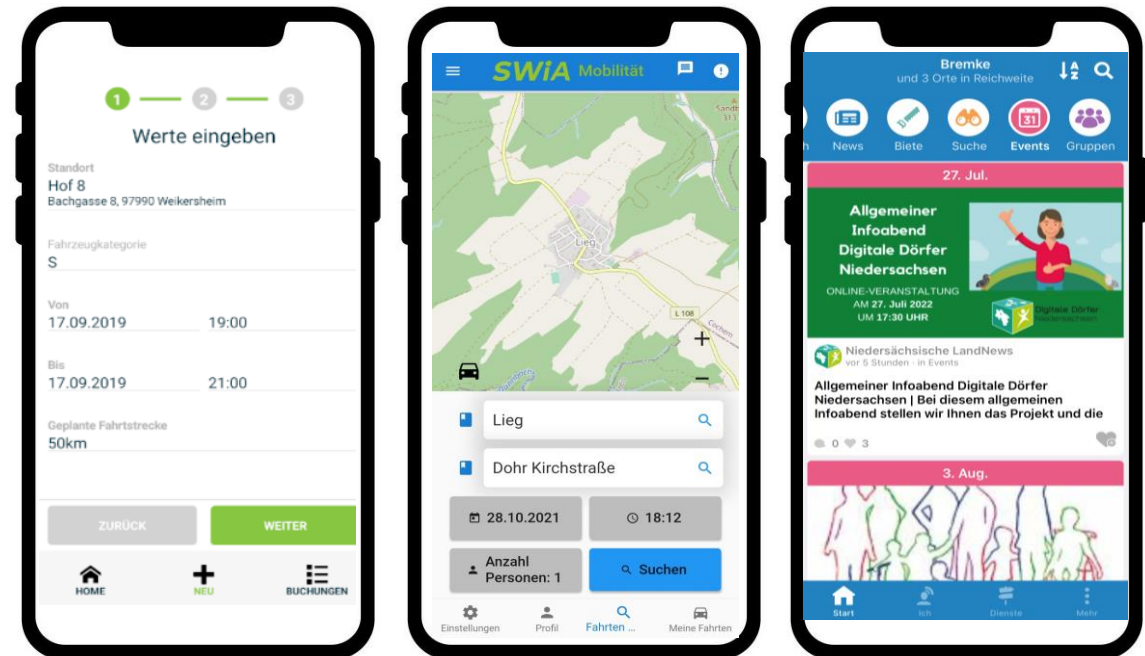 1
2
3
Werte eingeben
Standort
Hof 8
Bachgasse 8, 97990 Weikersheim
Fahrzeugkategorie
S
Von
17.09.2019 19:00
Bis
17.09.2019 21:00
Geplante Fahrtstrecke
50km
ZURÜCK
WEITER
HOME
NEU
BUCHUNGEN
SWiA Mobilität
Lieg
L 108
Cochem
Lieg
Dohr Kirchstraße
28.10.2021
18:12
Anzahl
Personen: 1
Suchen
Einstellungen
Profil
Fahrten ...
Meine Fahrten
Bremke
und 3 Orte in Reichweite
h
News
Biete
Suche
31
Events
Gruppen
27. Jul.
Allgemeiner
Infoabend
Digitale Dörfer
Niedersachsen
ONLINE-VERANSTALTUNG
AM 27. Juli 2022
UM 17:30 UHR
Digitale Dörfer
Niedersachsen
Niedersächsische LandNews
vor 5 Stunden · in Events
Allgemeiner Infoabend Digitale Dörfer
Niedersachsen | Bei diesem allgemeinen
Infoabend stellen wir Ihnen das Projekt und die
0
3
3. Aug.
Start
Ich
Dienste
Mehr